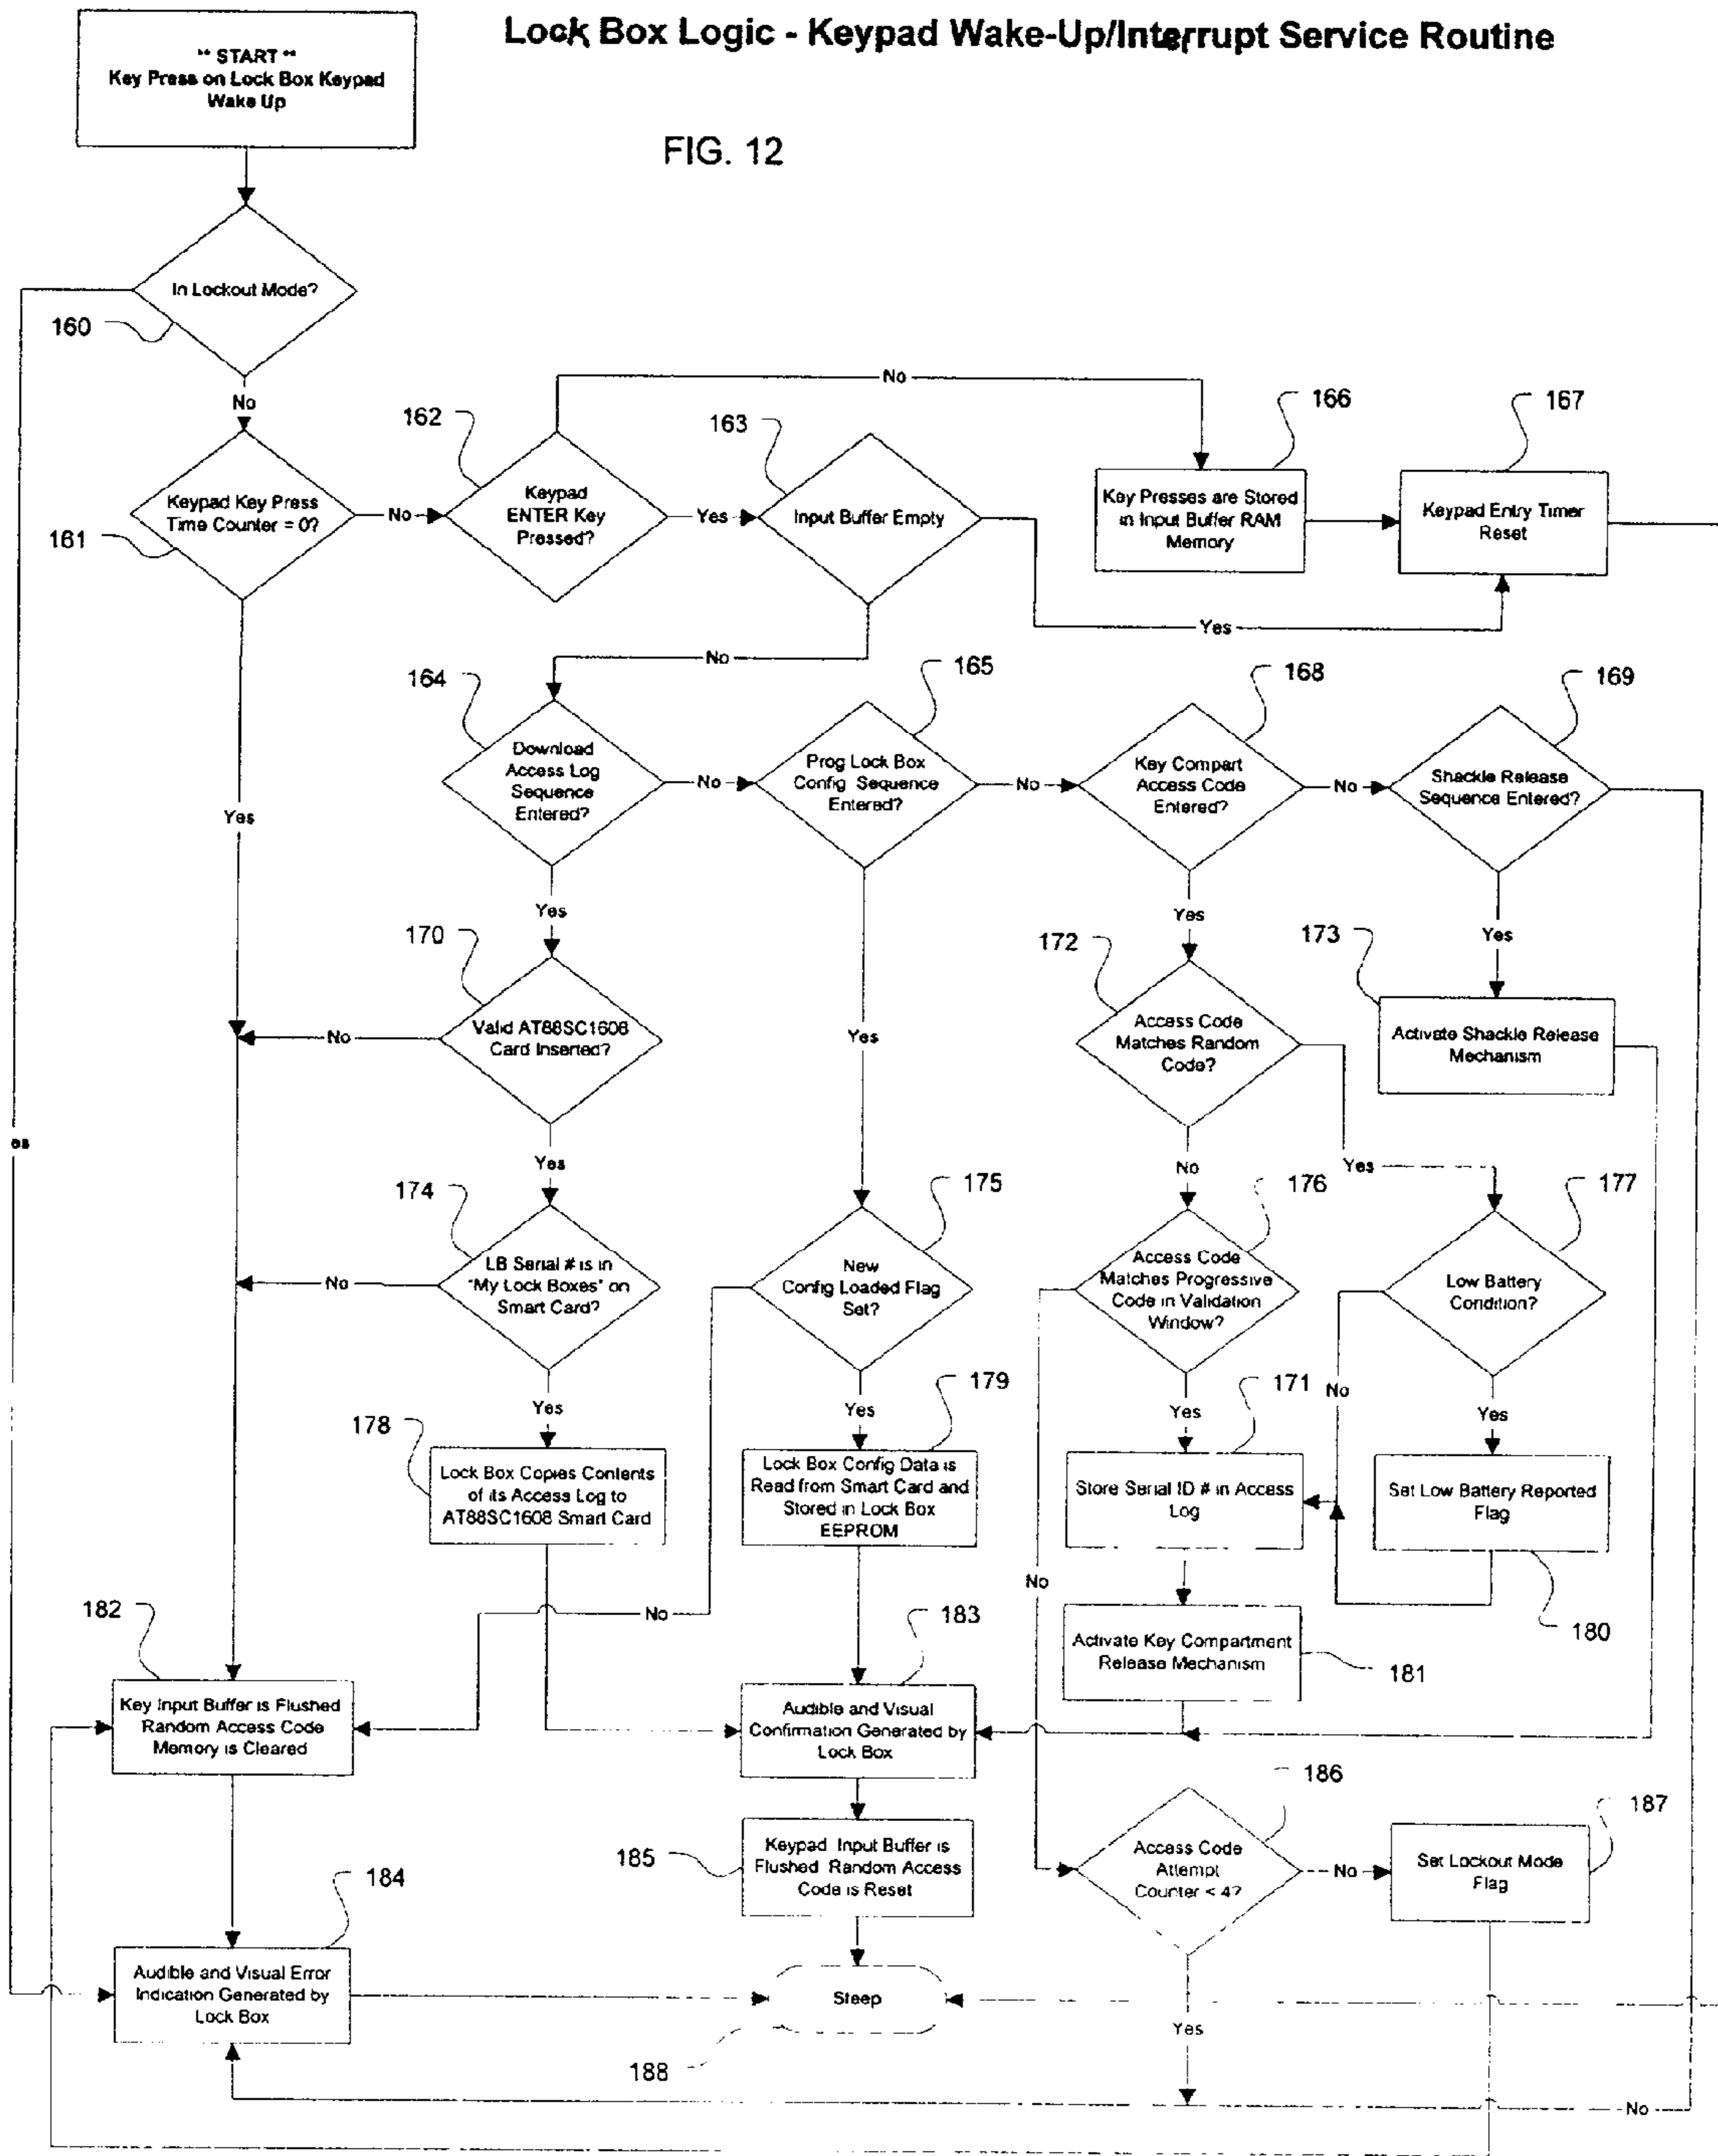 Lock Box Logic - Keypad Wake-Up/Interrupt Service Routine
** START **
Key Press on Lock Box Keypad
Wake Up
FIG. 12
In Lockout Mode?
160
No
No
162
163
166
167
Keypad Key Press
Time Counter = 0?
161
No
Keypad
ENTER Key
Pressed?
Yes
Input Buffer Empty
Key Presses are Stored
in Input Buffer RAM
Memory
Keypad Entry Timer
Reset
Yes
No
164
165
168
169
Download
Access Log
Sequence
Entered?
No
Prog Lock Box
Config Sequence
Entered?
No
Key Compart
Access Code
Entered?
No
Shackle Release
Sequence Entered?
Yes
Yes
Yes
Yes
170
172
173
Valid AT88SC1608
Card Inserted?
No
Yes
Access Code
Matches Random
Code?
Activate Shackle Release
Mechanism
es
Yes
No
Yes
174
175
176
177
LB Serial # is in
"My Lock Boxes" on
Smart Card?
No
New
Config Loaded Flag
Set?
Access Code
Matches Progressive
Code in Validation
Window?
Low Battery
Condition?
Yes
Yes
Yes
No
Yes
178
179
171
Lock Box Copies Contents
of its Access Log to
AT88SC1608 Smart Card
Lock Box Config Data is
Read from Smart Card and
Stored in Lock Box
EEPROM
Store Serial ID # in Access
Log
Set Low Battery Reported
Flag
No
No
180
182
183
Activate Key Compartment
Release Mechanism
181
Key Input Buffer is Flushed
Random Access Code
Memory is Cleared
Audible and Visual
Confirmation Generated by
Lock Box
186
187
185
Keypad Input Buffer is
Flushed Random Access
Code is Reset
Access Code
Attempt
Counter < 4?
No
Set Lockout Mode
Flag
184
Audible and Visual Error
Indication Generated by
Lock Box
Sleep
188
Yes
No